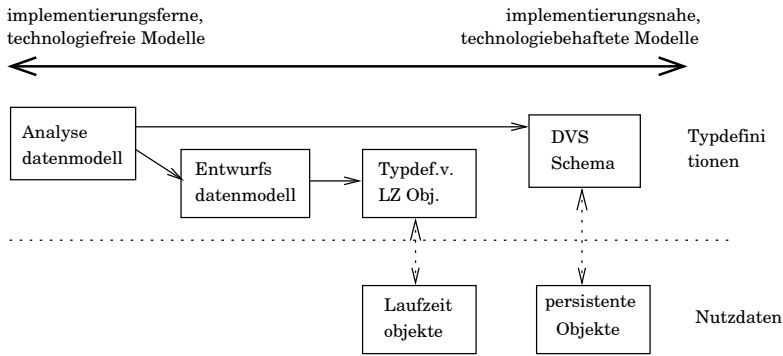 implementierungsferne,
technologiefreie Modelle
implementierungsnahe,
technologiebehaftete Modelle
Analyse
datenmodell
Entwurfs
datenmodell
Typdef.v.
LZ Obj.
DVS
Schema
Typdefini
tionen
Laufzeit
objekte
persistente
Objekte
Nutzdaten